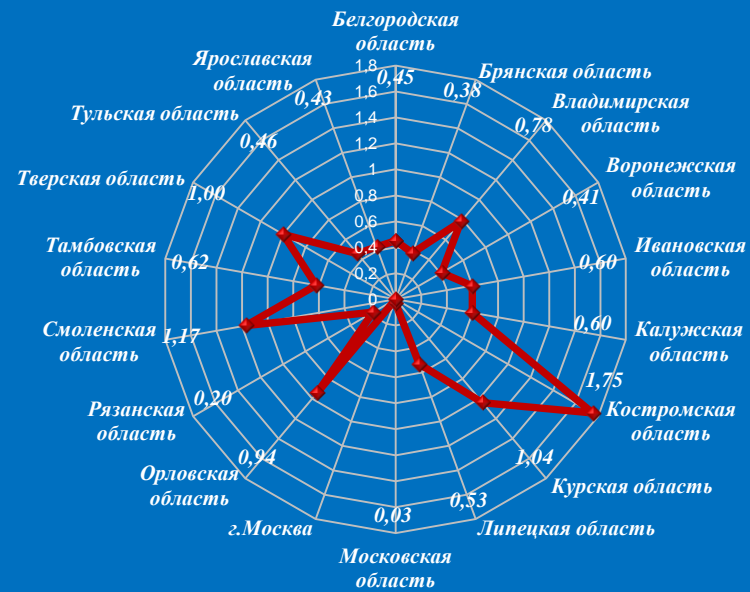 Белгородская
область
0,45
Брянская область
0,38
Владимирская
область
0,78
Воронежская
область
0,41
Ивановская
область
0,60
Калужская
область
0,60
Костромская
область
1,75
Курская область
1,04
Липецкая область
0,53
Московская
область
0,03
г.Москва
Орловская
область
0,94
Рязанская
область
0,20
Смоленская
область
1,17
Тамбовская
область
0,62
Тверская область
1,00
Тульская область
0,46
Ярославская
область
0,43
1,8
1,6
1,4
1,2
1
0,8
0,6
0,4
0,2
0